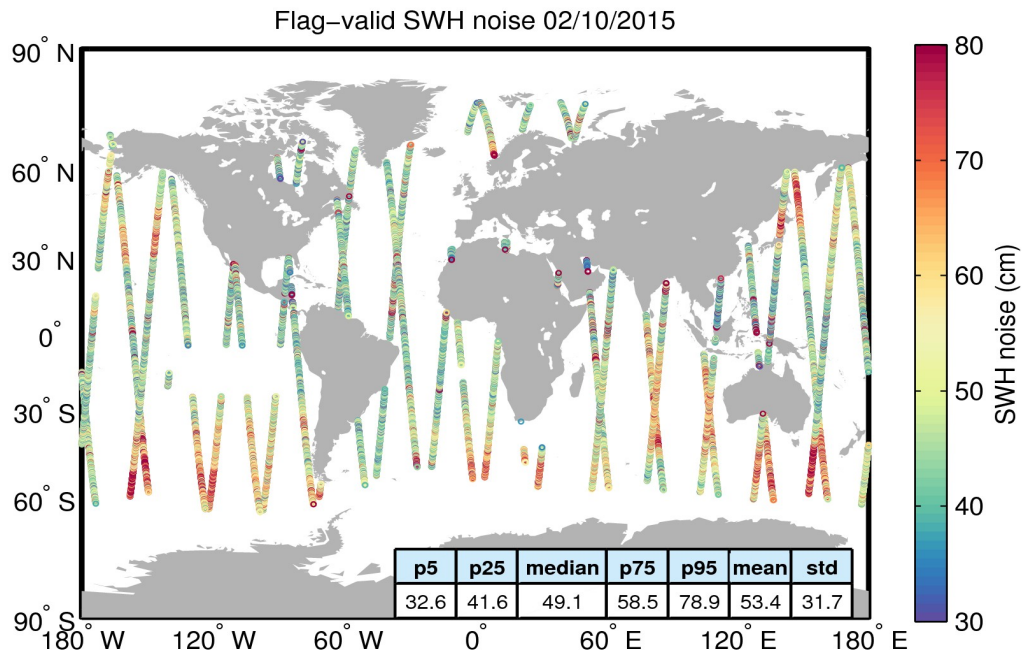 Flag−valid SWH noise 02/10/2015
90° N
60° N
30° N
0°
30° S
60° S
90° S
180° W
120° W
60° W
0°
60° E
120° E
180° E
p5 p25 median p75 p95 mean std
32.6 41.6 49.1 58.5 78.9 53.4 31.7
80
70
60
50
40
30
SWH noise (cm)